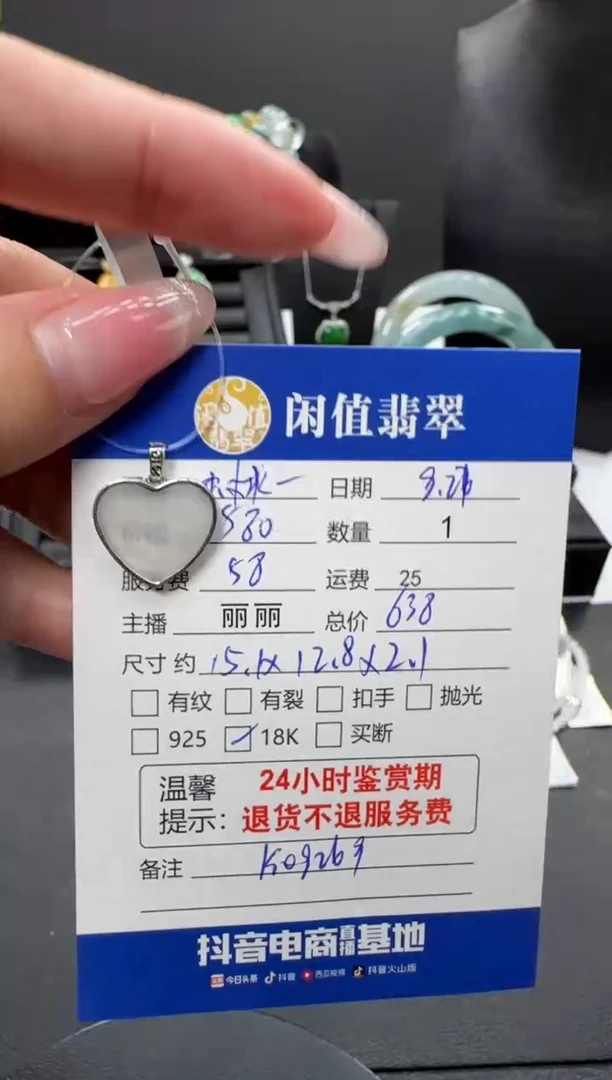 闲值翡翠
日期
580 数量 1
服务费 58 运费 25
主播 丽丽 总价 638
尺寸 约 15.1x12.8x2.1
有纹 有裂 扣手 抛光
925 18K 买断
温馨 24小时鉴赏期
提示: 退货不退服务费
备注
抖音电商直播基地
今日头条 抖音 西瓜视频 抖音火山版